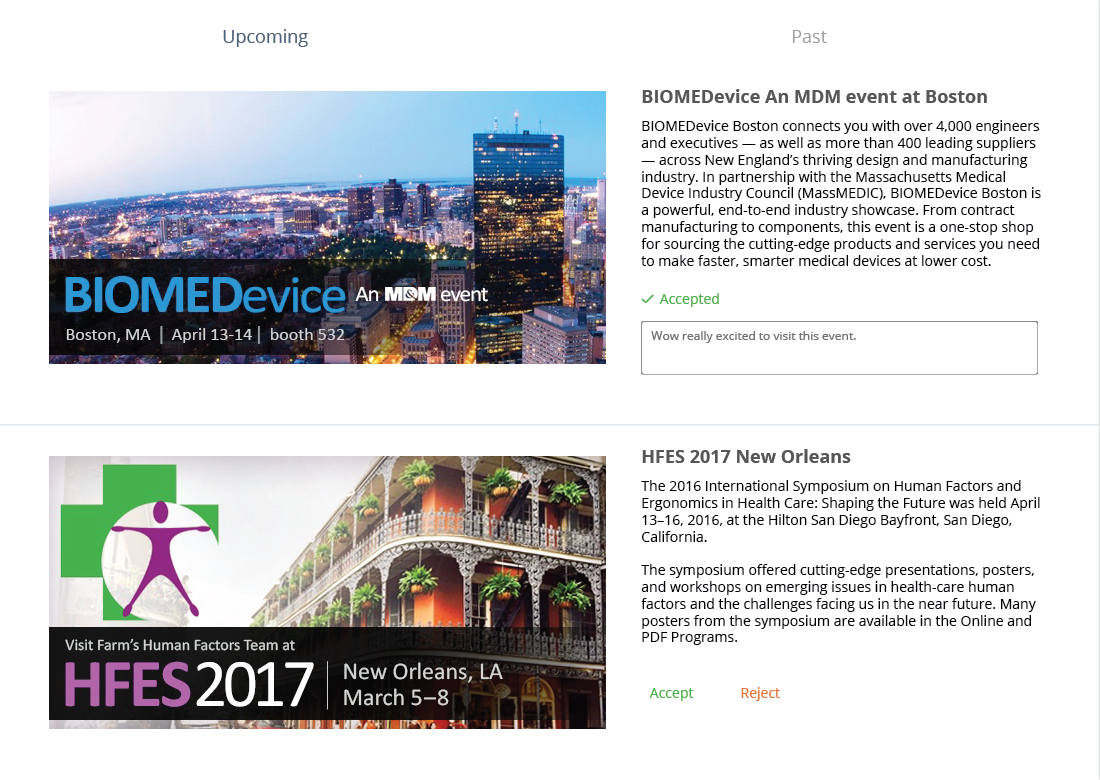 Upcoming
Past
BIOMEDevice An MDM event
Boston, MA | April 13-14 | booth 532
BIOMEDevice An MDM event at Boston
BIOMEDevice Boston connects you with over 4,000 engineers
and executives — as well as more than 400 leading suppliers
— across New England's thriving design and manufacturing
industry. In partnership with the Massachusetts Medical
Device Industry Council (MassMEDIC), BIOMEDevice Boston is
a powerful, end-to-end industry showcase. From contract
manufacturing to components, this event is a one-stop shop
for sourcing the cutting-edge products and services you need
to make faster, smarter medical devices at lower cost.
Accepted
Wow really excited to visit this event.
Visit Farm's Human Factors Team at
HFES 2017
New Orleans, LA
March 5–8
HFES 2017 New Orleans
The 2016 International Symposium on Human Factors and
Ergonomics in Health Care: Shaping the Future was held April
13–16, 2016, at the Hilton San Diego Bayfront, San Diego,
California.
The symposium offered cutting-edge presentations, posters,
and workshops on emerging issues in health-care human
factors and the challenges facing us in the near future. Many
posters from the symposium are available in the Online and
PDF Programs.
Accept
Reject